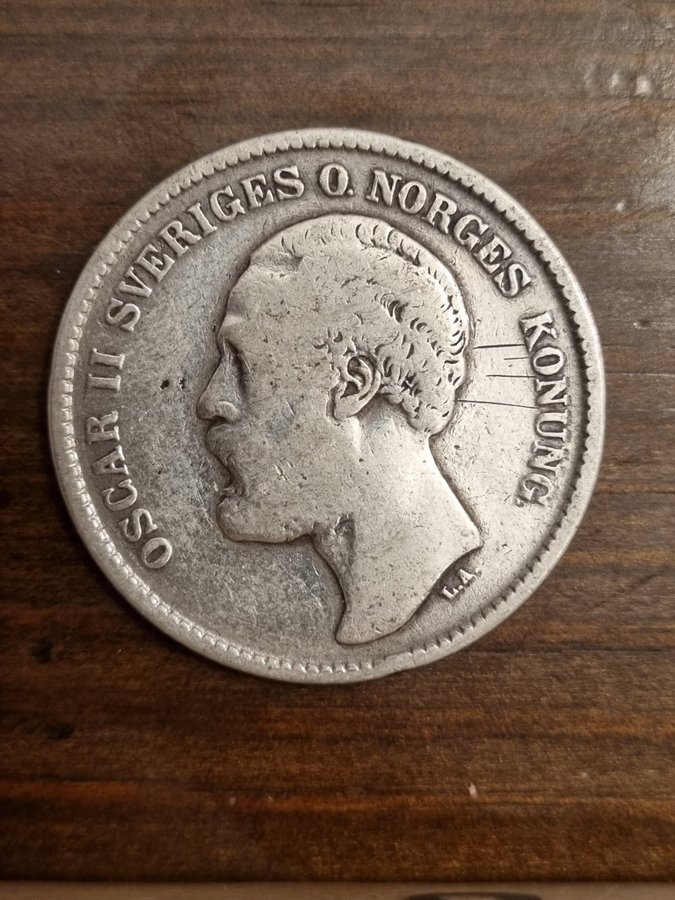 OSCAR II SVERIGES O. NORGES KONUNG.
L.A.